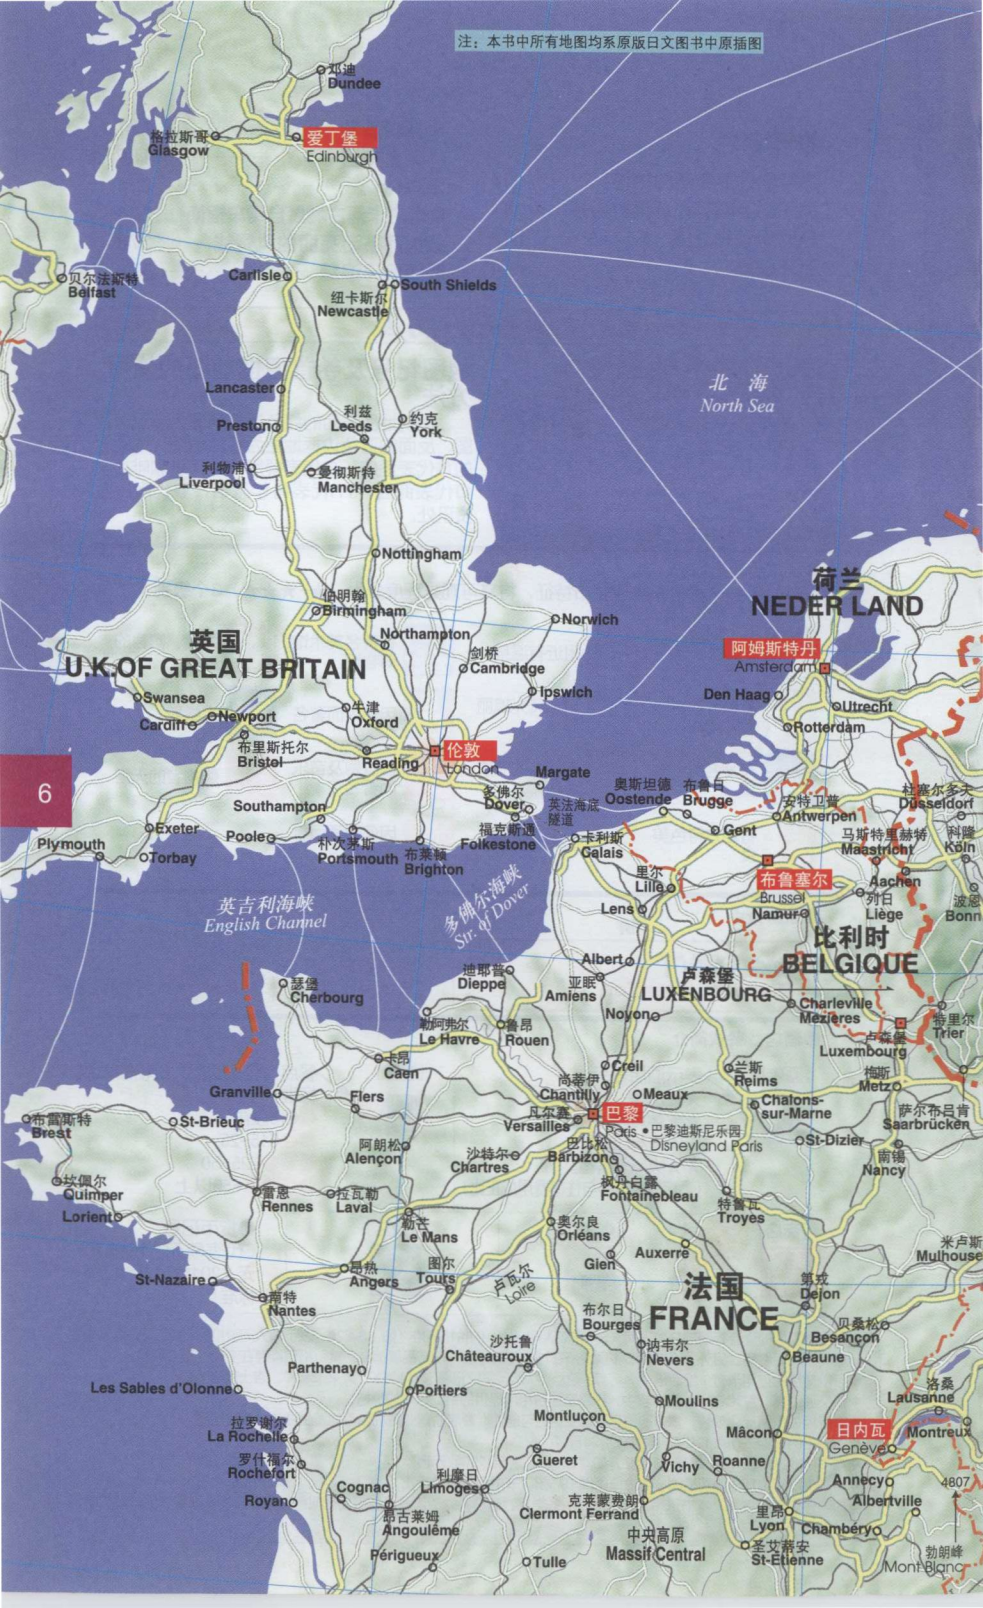 注：本书中所有地图均系原版日文图书中原插图
邓迪
Dundee
格拉斯哥
Glasgow
爱丁堡
Edinburgh
贝尔法斯特
Belfast
Carlisle
South Shields
纽卡斯尔
Newcastle
北 海
North Sea
Lancaster
利兹
Leeds
约克
York
Preston
利物浦
Liverpool
曼彻斯特
Manchester
Nottingham
荷兰
NEDER LAND
伯明翰
Birmingham
Norwich
英国
U.K.OF GREAT BRITAIN
Northampton
剑桥
Cambridge
阿姆斯特丹
Amsterdam
Swansea
Ipswich
Den Haag
Utrecht
Cardiff
Newport
牛津
Oxford
Rotterdam
布里斯托尔
Bristol
Reading
伦敦
London
Margate
6
多佛尔
Dover
英法海底
隧道
奥斯坦德
Oostende
布鲁日
Brugge
安特卫普
Antwerpen
杜塞尔多夫
Düsseldorf
Southampton
Exeter
Poole
朴次茅斯
Portsmouth
布莱顿
Brighton
福克斯通
Folkestone
卡利斯
Calais
Gent
马斯特里赫特
Maastricht
科隆
Köln
Plymouth
Torbay
里尔
Lille
布鲁塞尔
Brussel
Aachen
英吉利海峡
English Channel
多佛尔海峡
Str. of Dover
Lens
Namur
列日
Liège
波恩
Bonn
比利时
BELGIQUE
迪耶普
Dieppe
Albert
亚眠
Amiens
卢森堡
LUXENBOURG
瑟堡
Cherbourg
Charleville
Mézieres
勒阿弗尔
Le Havre
鲁昂
Rouen
Noyon
特里尔
Trier
卢森堡
Luxembourg
卡昂
Caen
Creil
兰斯
Reims
尚蒂伊
Chantilly
梅斯
Metz
Granville
Flers
Meaux
Chalons-
sur-Marne
萨尔布吕肯
Saarbrücken
布雷斯特
Brest
St-Brieuc
凡尔赛
Versailles
巴黎
Paris
巴黎迪斯尼乐园
Disneyland Paris
St-Dizier
阿朗松
Alençon
沙特尔
Chartres
巴比松
Barbizon
南锡
Nancy
坎佩尔
Quimper
雷恩
Rennes
拉瓦勒
Laval
枫丹白露
Fontainebleau
特鲁瓦
Troyes
Lorient
勒芒
Le Mans
奥尔良
Orléans
Auxerre
米卢斯
Mulhouse
Gien
St-Nazaire
昂热
Angers
图尔
Tours
卢瓦尔
Loire
法国
FRANCE
第戎
Dejon
南特
Nantes
布尔日
Bourges
贝桑松
Besançon
沙托鲁
Châteauroux
讷韦尔
Nevers
Beaune
Parthenay
Les Sables d'Olonne
Poitiers
Moulins
洛桑
Lausanne
拉罗谢尔
La Rochelle
Montluçon
Mâcon
日内瓦
Genève
Montreux
罗什福尔
Rochefort
Gueret
Vichy
Roanne
Annecy
4807
Royan
Cognac
利摩日
Limoges
克莱蒙费朗
Clermont Ferrand
里昂
Lyon
Albertville
昂古莱姆
Angoulême
中央高原
Massif Central
Chambéry
Périgueux
Tulle
圣艾蒂安
St-Etienne
勃朗峰
Mont Blanc